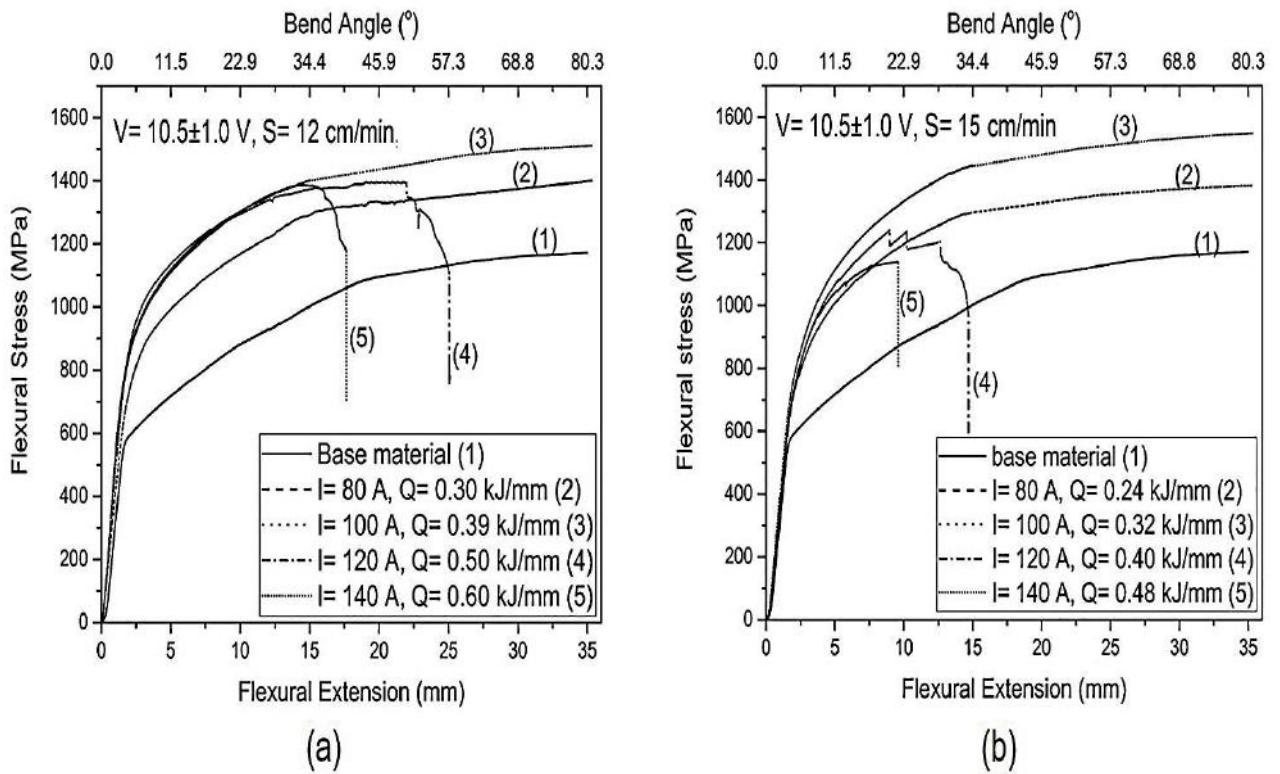 Bend Angle (°)
0.0 11.5 22.9 34.4 45.9 57.3 68.8 80.3
V= 10.5±1.0 V, S= 12 cm/min.
(3)
(2)
(1)
(5)
(4)
Flexural Stress (MPa)
1600
1400
1200
1000
800
600
400
200
0
Base material (1)
I= 80 A, Q= 0.30 kJ/mm (2)
I= 100 A, Q= 0.39 kJ/mm (3)
I= 120 A, Q= 0.50 kJ/mm (4)
I= 140 A, Q= 0.60 kJ/mm (5)
0 5 10 15 20 25 30 35
Flexural Extension (mm)
(a)
Bend Angle (°)
0.0 11.5 22.9 34.4 45.9 57.3 68.8 80.3
V= 10.5±1.0 V, S= 15 cm/min
(3)
(2)
(1)
(5)
(4)
Flexural stress (MPa)
1600
1400
1200
1000
800
600
400
200
0
base material (1)
I= 80 A, Q= 0.24 kJ/mm (2)
I= 100 A, Q= 0.32 kJ/mm (3)
I= 120 A, Q= 0.40 kJ/mm (4)
I= 140 A, Q= 0.48 kJ/mm (5)
0 5 10 15 20 25 30 35
Flexural Extension (mm)
(b)